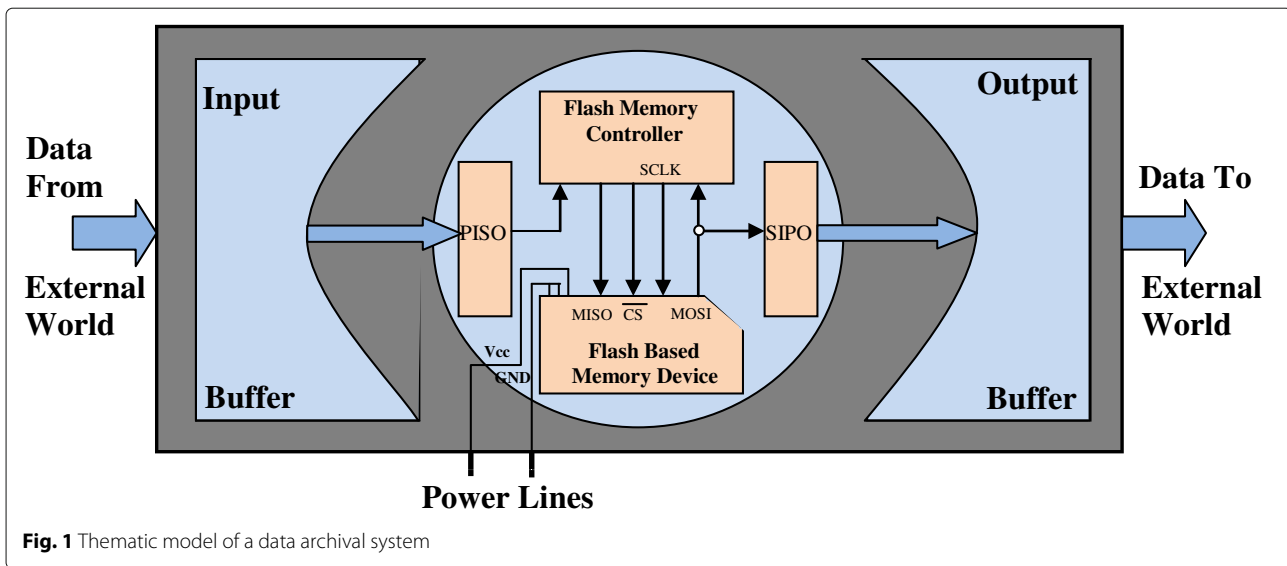 Input
Output
Flash Memory
Controller
Data
From
SCLK
Data To
PISO
SIPO
External
World
MISO CS MOSI
External
World
Vcc
Flash Based
Memory Device
GND
Buffer
Buffer
Power Lines
Fig. 1 Thematic model of a data archival system